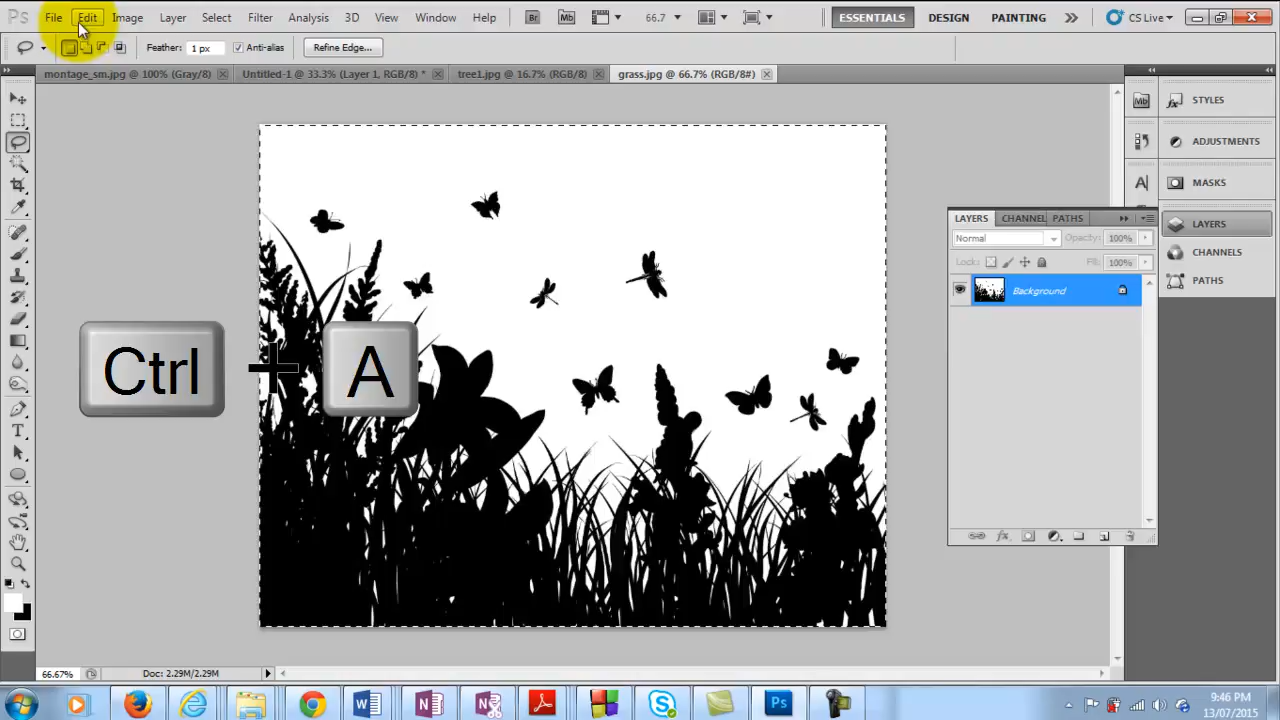 Ps File Edit Image Layer Select Filter Analysis 3D View Window Help Br Mb 66.7 ESSENTIALS DESIGN PAINTING CS Live
Feather: 1 px Anti-alias Refine Edge...
montage_sm.jpg @ 100% (Gray/8) Untitled-1 @ 33.3% (Layer 1, RGB/8) * tree1.jpg @ 16.7% (RGB/8) grass.jpg @ 66.7% (RGB/8#)
Mb STYLES
ADJUSTMENTS
MASKS
LAYERS CHANNEL PATHS
LAYERS
Normal Opacity: 100%
CHANNELS
Lock: Fill: 100%
PATHS
Background
Ctrl + A
66.67% Doc: 2.29M/2.29M
9:46 PM
13/07/2015